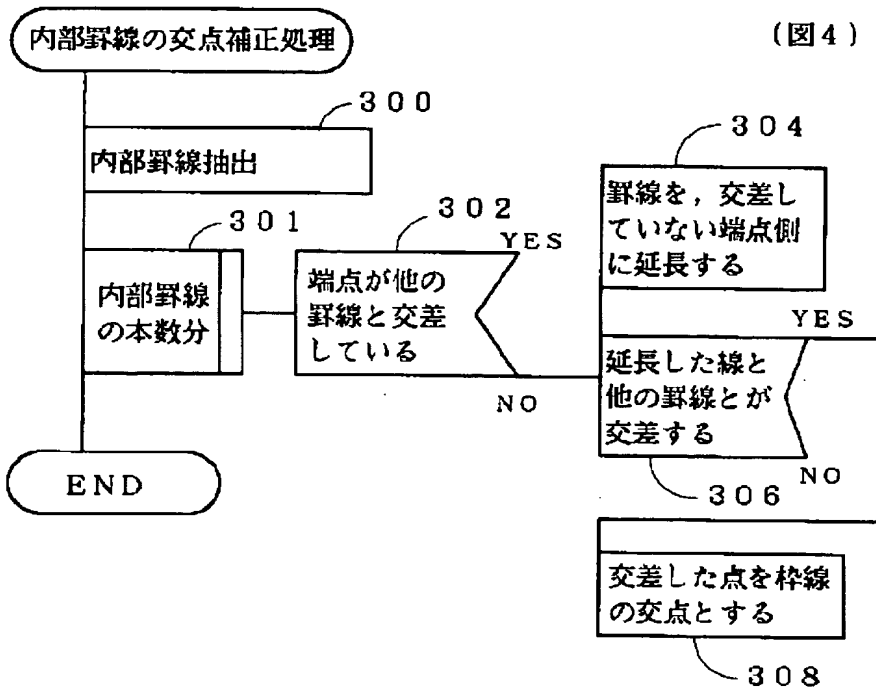 内部罫線の交点補正処理
(図4)
300
内部罫線抽出
301
内部罫線
の本数分
302
YES
端点が他の
罫線と交差
している
NO
304
罫線を,交差し
ていない端点側
に延長する
YES
延長した線と
他の罫線とが
交差する
NO
306
交差した点を枠線
の交点とする
308
END